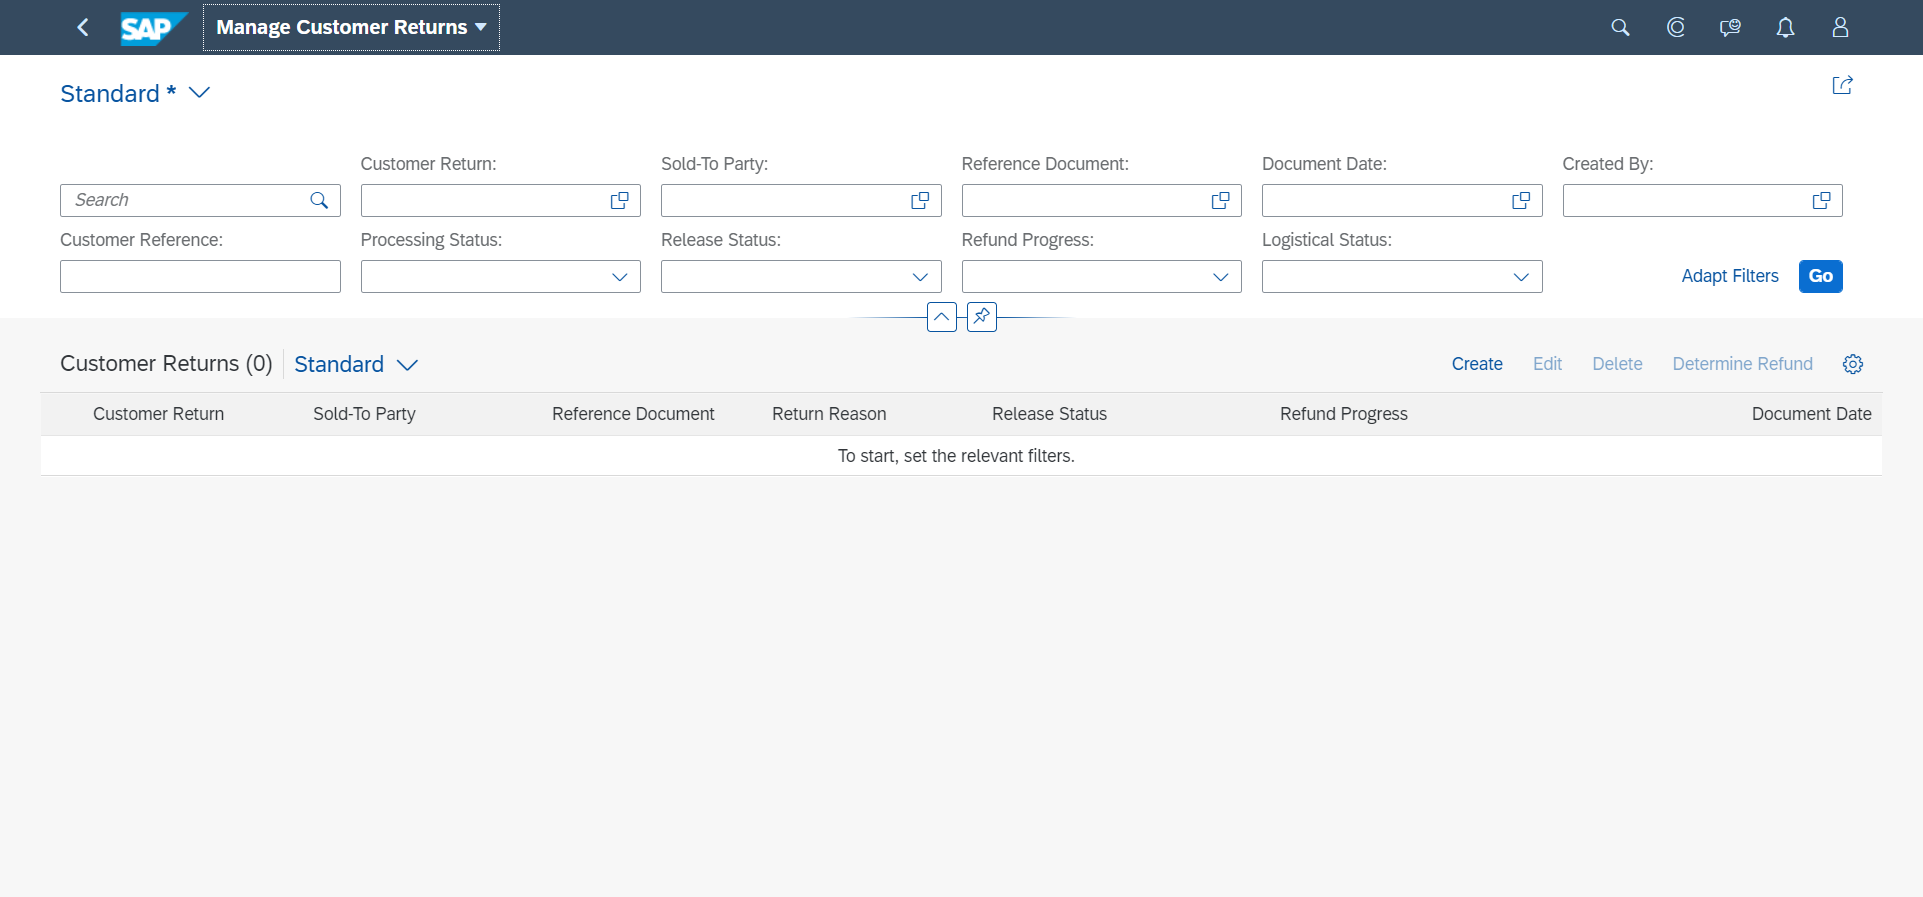 SAP Manage Customer Returns
Standard *
Customer Return: Sold-To Party: Reference Document: Document Date: Created By:
Search
Customer Reference: Processing Status: Release Status: Refund Progress: Logistical Status:
Adapt Filters Go
Customer Returns (0) Standard Create Edit Delete Determine Refund
Customer Return Sold-To Party Reference Document Return Reason Release Status Refund Progress Document Date
To start, set the relevant filters.